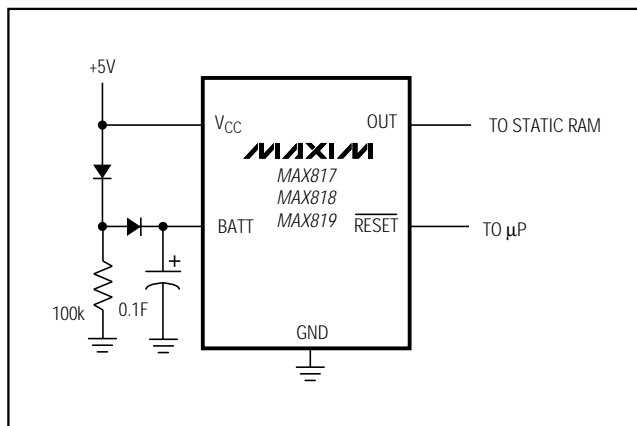 +5V
VCC
OUT
TO STATIC RAM
MAXIM
MAX817
MAX818
MAX819
BATT
RESET
TO μP
+
100k
0.1F
GND